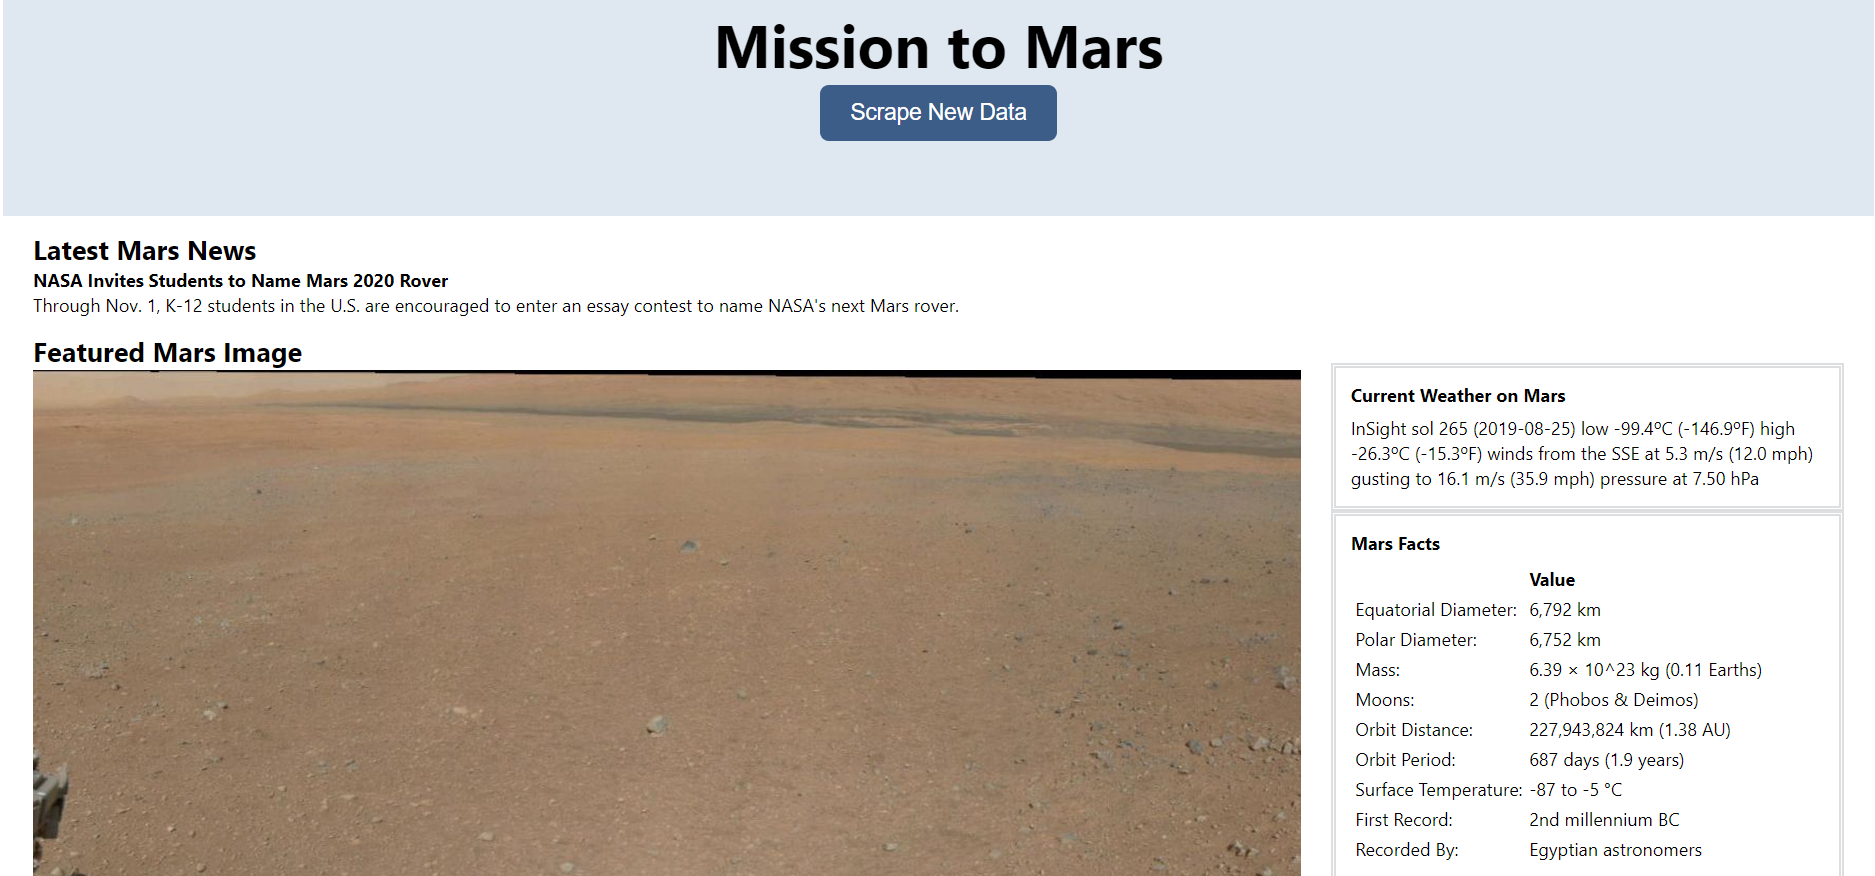 Mission to Mars
Scrape New Data
Latest Mars News
NASA Invites Students to Name Mars 2020 Rover
Through Nov. 1, K-12 students in the U.S. are encouraged to enter an essay contest to name NASA's next Mars rover.
Featured Mars Image
Current Weather on Mars
InSight sol 265 (2019-08-25) low -99.4ºC (-146.9ºF) high
-26.3ºC (-15.3ºF) winds from the SSE at 5.3 m/s (12.0 mph)
gusting to 16.1 m/s (35.9 mph) pressure at 7.50 hPa
Mars Facts
Value
Equatorial Diameter: 6,792 km
Polar Diameter: 6,752 km
Mass: 6.39 × 10^23 kg (0.11 Earths)
Moons: 2 (Phobos & Deimos)
Orbit Distance: 227,943,824 km (1.38 AU)
Orbit Period: 687 days (1.9 years)
Surface Temperature: -87 to -5 °C
First Record: 2nd millennium BC
Recorded By: Egyptian astronomers